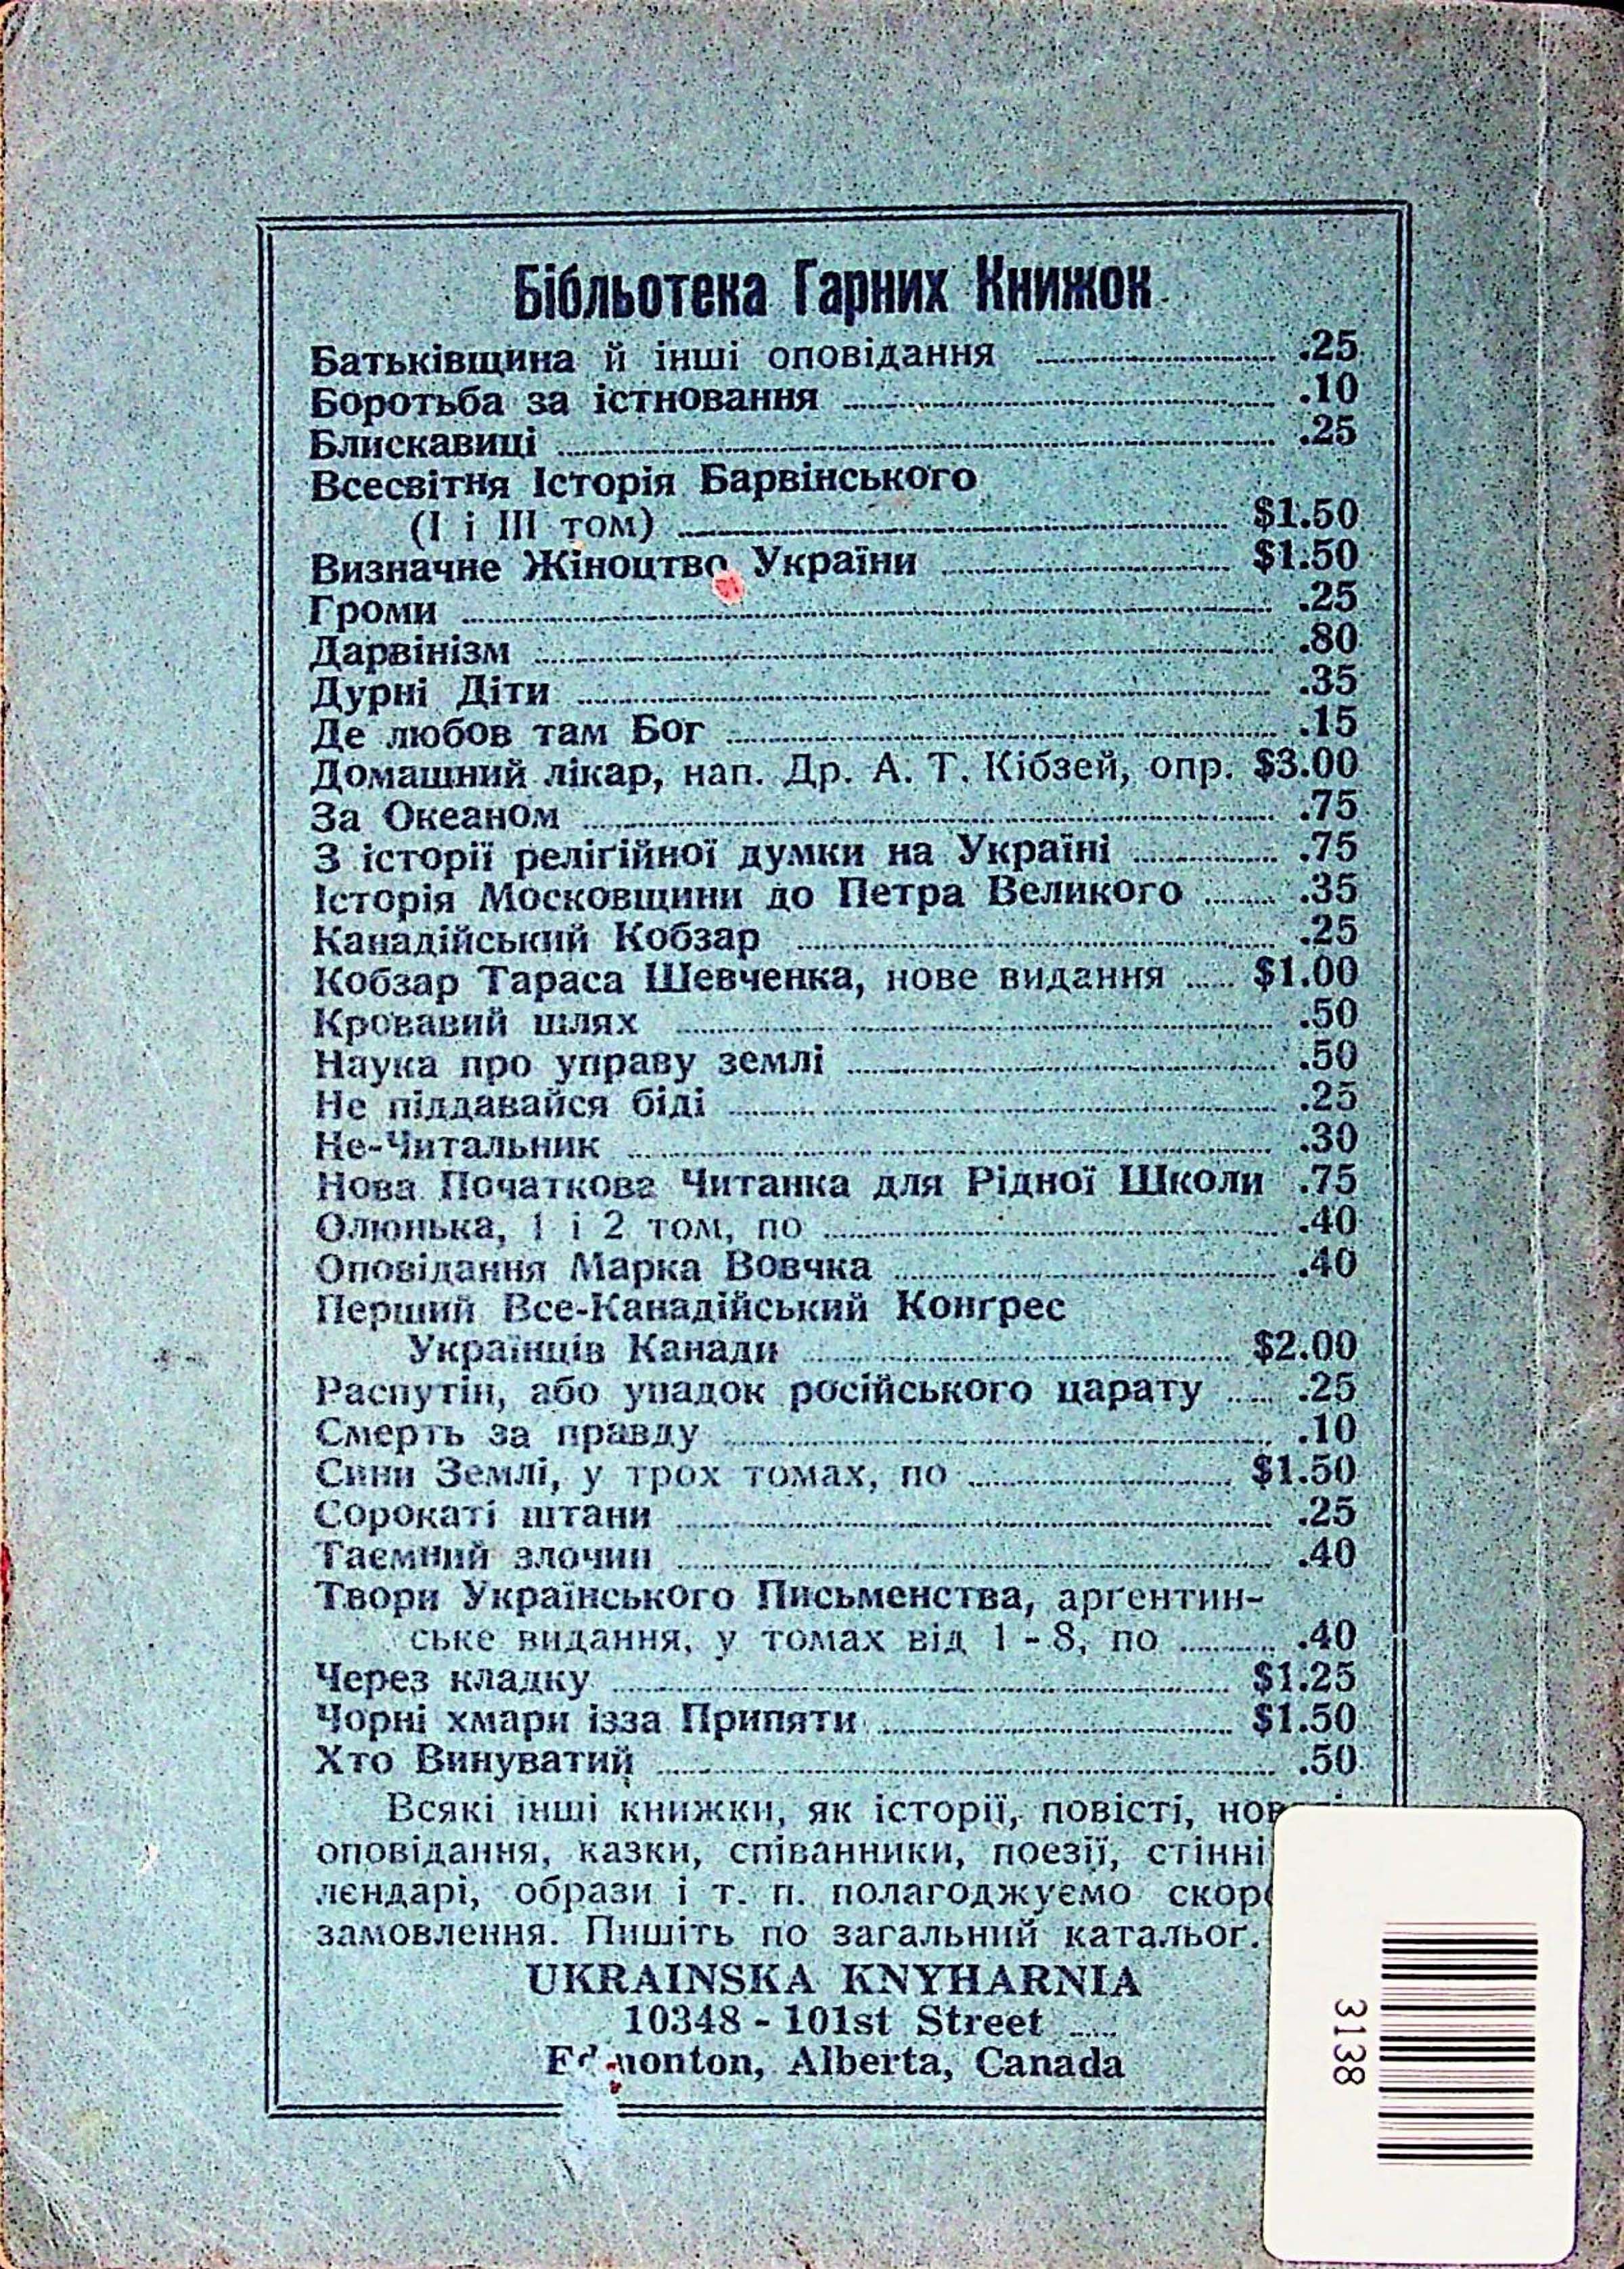 Бібльотека Гарних Книжок
Батьківщина й інші оповідання .25
Боротьба за істновання .10
Блискавиці .25
Всесвітня Історія Барвінського
(І і ІІІ том) $1.50
Визначне Жіноцтво України $1.50
Громи .25
Дарвінізм .80
Дурні Діти .35
Де любов там Бог .15
Домашний лікар, нап. Др. А. Т. Кібзей, опр. $3.00
За Океаном .75
З історії релігійної думки на Україні .75
Історія Московщини до Петра Великого .35
Канадійський Кобзар .25
Кобзар Тараса Шевченка, нове видання $1.00
Кровавий шлях .50
Наука про управу землі .50
Не піддавайся біді .25
Не-Читальник .30
Нова Початкова Читанка для Рідної Школи .75
Олюнька, 1 і 2 том, по .40
Оповідання Марка Вовчка .40
Перший Все-Канадійський Конґрес
Українців Канади $2.00
Распутін, або упадок російського царату .25
Смерть за правду .10
Сини Землі, у трох томах, по $1.50
Сорокаті штани .25
Таємний злочин .40
Твори Українського Письменства, арґентин-
ське видання, у томах від 1 - 8, по .40
Через кладку $1.25
Чорні хмари ізза Припяти $1.50
Хто Винуватий .50
Всякі інші книжки, як історії, повісті,
оповідання, казки, співанники, поезії, стінні
лєндарі, образи і т. п. полагоджуємо
замовлення. Пишіть по загальний катальоґ.
UKRAINSKA KNYHARNIA
10348 - 101st Street
Edmonton, Alberta, Canada
3138